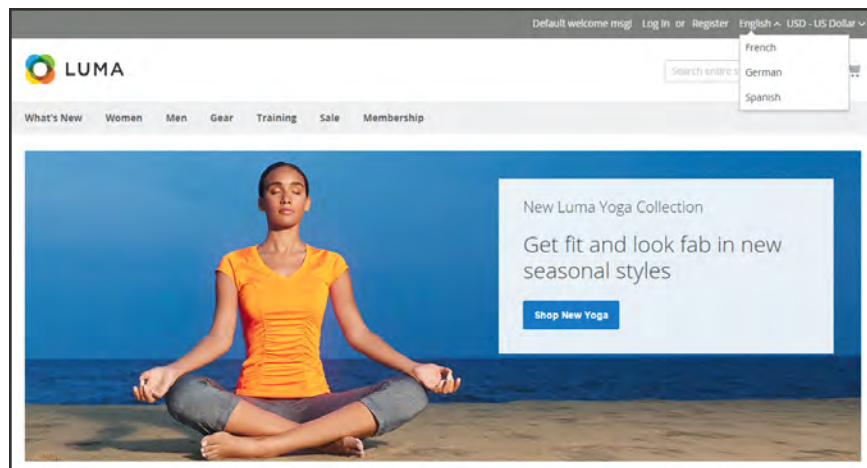 Default welcome msg! Log In or Register English USD - US Dollar
French
German
Spanish
LUMA
Search entire s
What's New Women Men Gear Training Sale Membership
New Luma Yoga Collection
Get fit and look fab in new
seasonal styles
Shop New Yoga